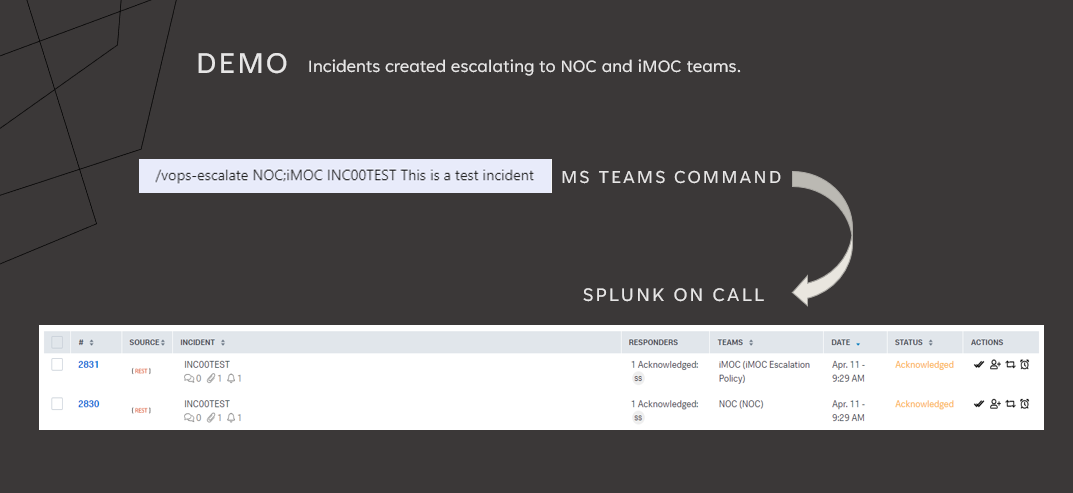 DEMO Incidents created escalating to NOC and iMOC teams.
/vops-escalate NOC;iMOC INC00TEST This is a test incident MS TEAMS COMMAND
SPLUNK ON CALL
# SOURCE INCIDENT RESPONDERS TEAMS DATE STATUS ACTIONS
2831 {REST} INC00TEST 1 Acknowledged: iMOC (iMOC Escalation Apr. 11 - Acknowledged
0 1 1 SS Policy) 9:29 AM
2830 {REST} INC00TEST 1 Acknowledged: NOC (NOC) Apr. 11 - Acknowledged
0 1 1 SS 9:29 AM